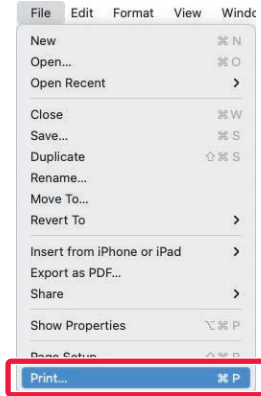 File Edit Format View Windo
New ⌘ N
Open... ⌘ O
Open Recent >
Close ⌘ W
Save... ⌘ S
Duplicate ⇧ ⌘ S
Rename...
Move To...
Revert To >
Insert from iPhone or iPad >
Export as PDF...
Share >
Show Properties ⌥ ⌘ P
Page Setup ⇧ ⌘ P
Print... ⌘ P